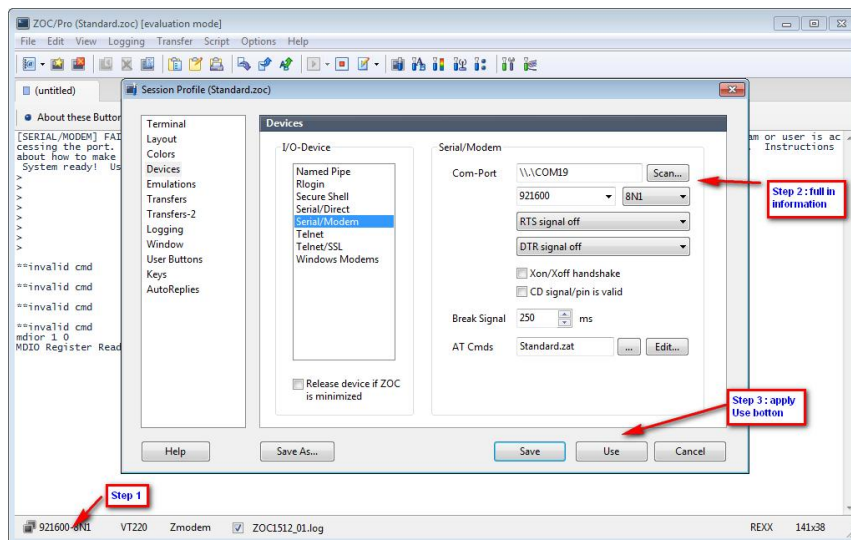 ZOC/Pro (Standard.zoc) [evaluation mode]
File Edit View Logging Transfer Script Options Help
(untitled)
Session Profile (Standard.zoc)
About these Buttor
[SERIAL/MODEM] FAI
am or user is ac
cessing the port.
Instructions
about how to make
System ready! Us
>
>
>
>
>
>
>
>
**invalid cmd
**invalid cmd
**invalid cmd
**invalid cmd
mdior 1 0
MDIO Register Read
Terminal
Layout
Colors
Devices
Emulations
Transfers
Transfers-2
Logging
Window
User Buttons
Keys
AutoReplies
Devices
I/O-Device
Named Pipe
Rlogin
Secure Shell
Serial/Direct
Serial/Modem
Telnet
Telnet/SSL
Windows Modems
Release device if ZOC
is minimized
Serial/Modem
Com-Port \\.\COM19 Scan...
921600 8N1
RTS signal off
DTR signal off
Xon/Xoff handshake
CD signal/pin is valid
Break Signal 250 ms
AT Cmds Standard.zat ... Edit...
Step 2 : full in
information
Step 3 : apply
Use botton
Help Save As... Save Use Cancel
Step 1
921600-8N1 VT220 Zmodem ZOC1512_01.log REXX 141x38